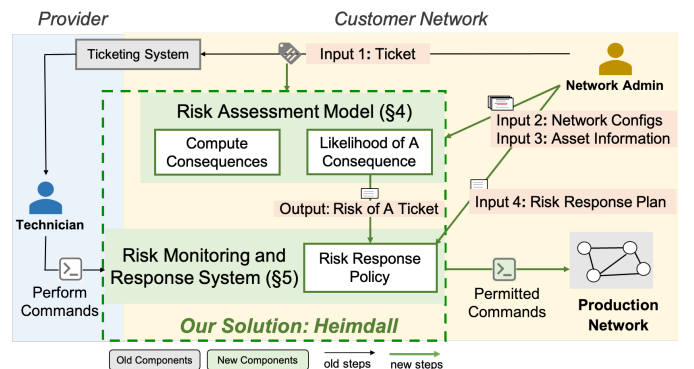 Provider
Customer Network
Ticketing System
Input 1: Ticket
Network Admin
Risk Assessment Model (§4)
Compute
Consequences
Likelihood of A
Consequence
Input 2: Network Configs
Input 3: Asset Information
Output: Risk of A Ticket
Input 4: Risk Response Plan
Technician
Risk Monitoring and
Response System (§5)
Risk Response
Policy
Perform
Commands
Permitted
Commands
Production
Network
Our Solution: Heimdall
Old Components
New Components
old steps
new steps